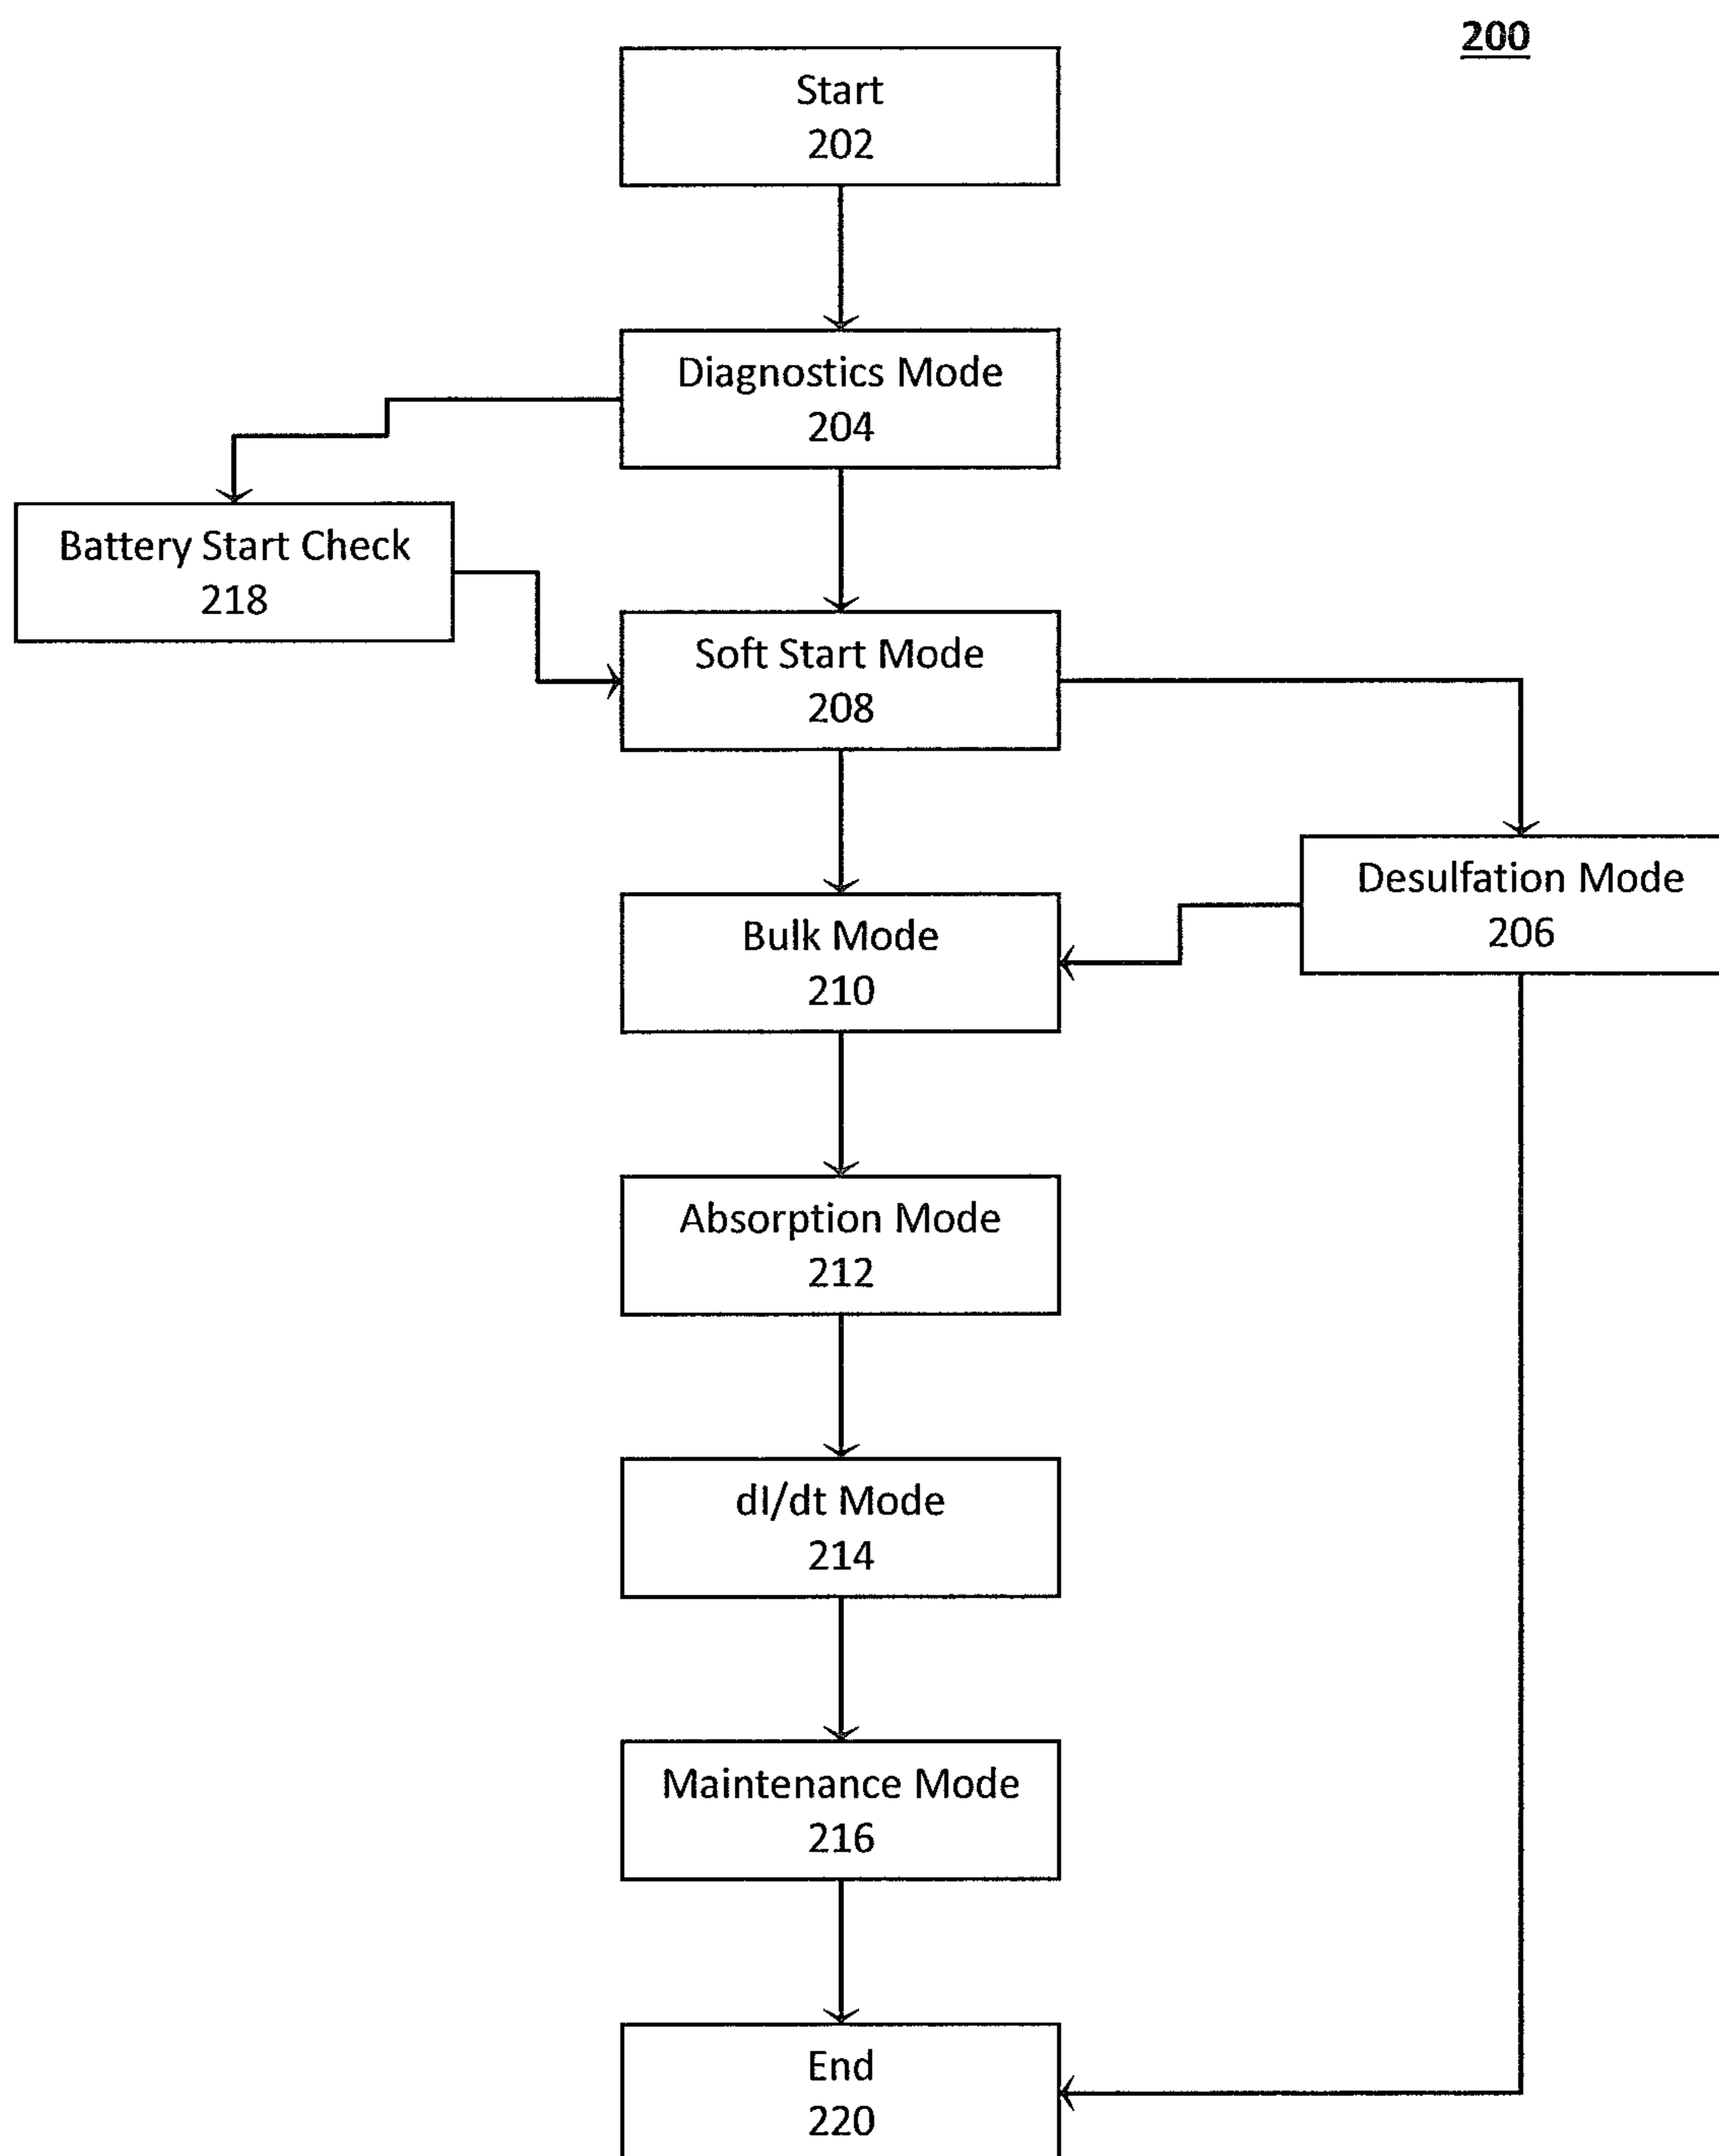 200
Start
202
Diagnostics Mode
204
Battery Start Check
218
Soft Start Mode
208
Desulfation Mode
206
Bulk Mode
210
Absorption Mode
212
dI/dt Mode
214
Maintenance Mode
216
End
220